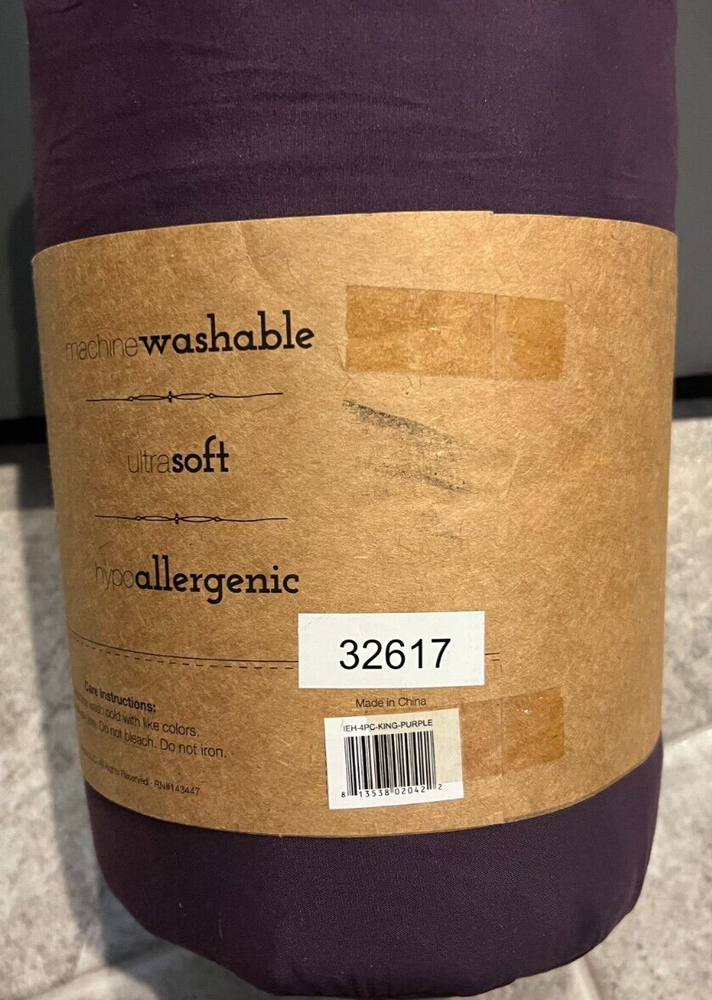 machinewashable
ultrasoft
hypoallergenic
32617
Made in China
IEH-4PC-KING-PURPLE
8 13538 02042 2
Care Instructions:
wash cold with like colors.
Do not bleach. Do not iron.
All Rights Reserved - RN#143447